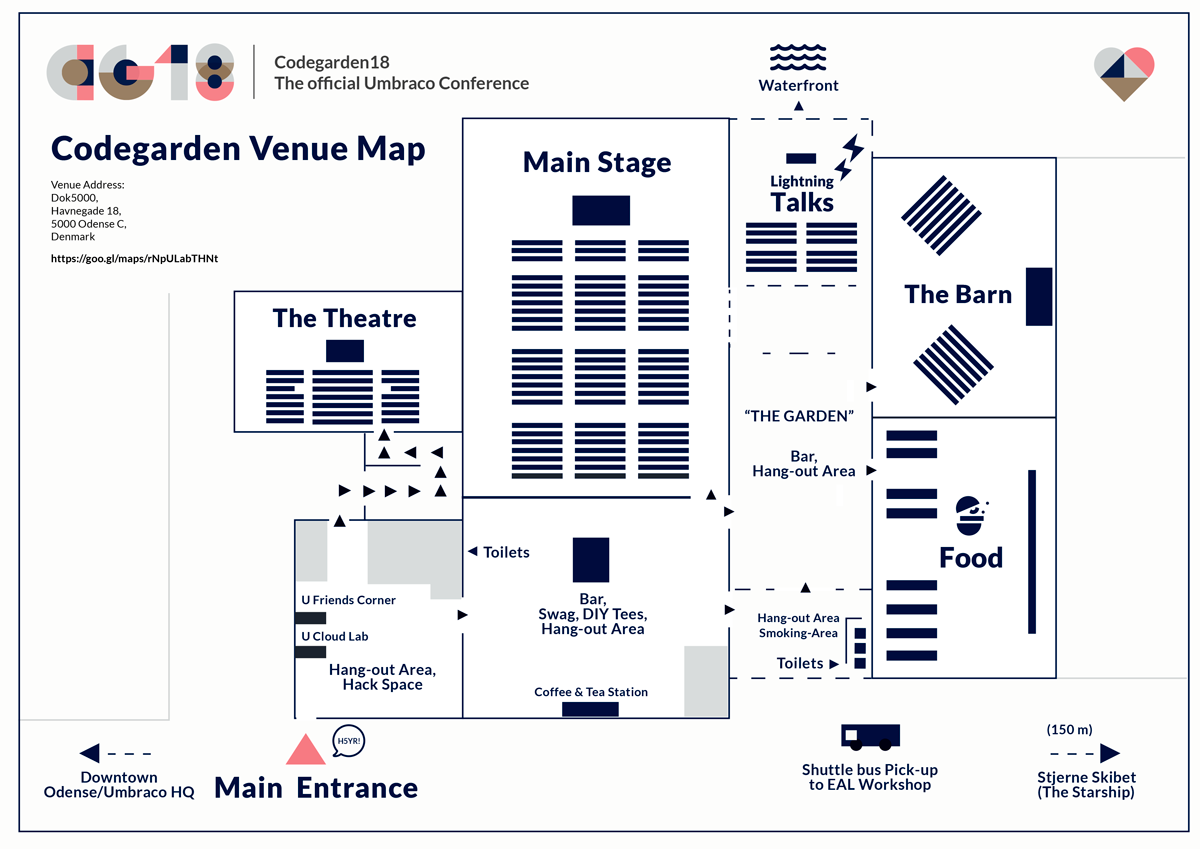 CG18
Codegarden18
The official Umbraco Conference
Codegarden Venue Map
Venue Address:
Dok5000,
Havnegade 18,
5000 Odense C,
Denmark
https://goo.gl/maps/rNpULabTHNt
Waterfront
Main Stage
Lightning
Talks
The Barn
The Theatre
“THE GARDEN”
Bar,
Hang-out Area
Food
Toilets
Bar,
Swag, DIY Tees,
Hang-out Area
U Friends Corner
U Cloud Lab
Hang-out Area,
Hack Space
Hang-out Area
Smoking-Area
Toilets
Coffee & Tea Station
H5YR!
Main Entrance
Downtown
Odense/Umbraco HQ
Shuttle bus Pick-up
to EAL Workshop
(150 m)
Stjerne Skibet
(The Starship)